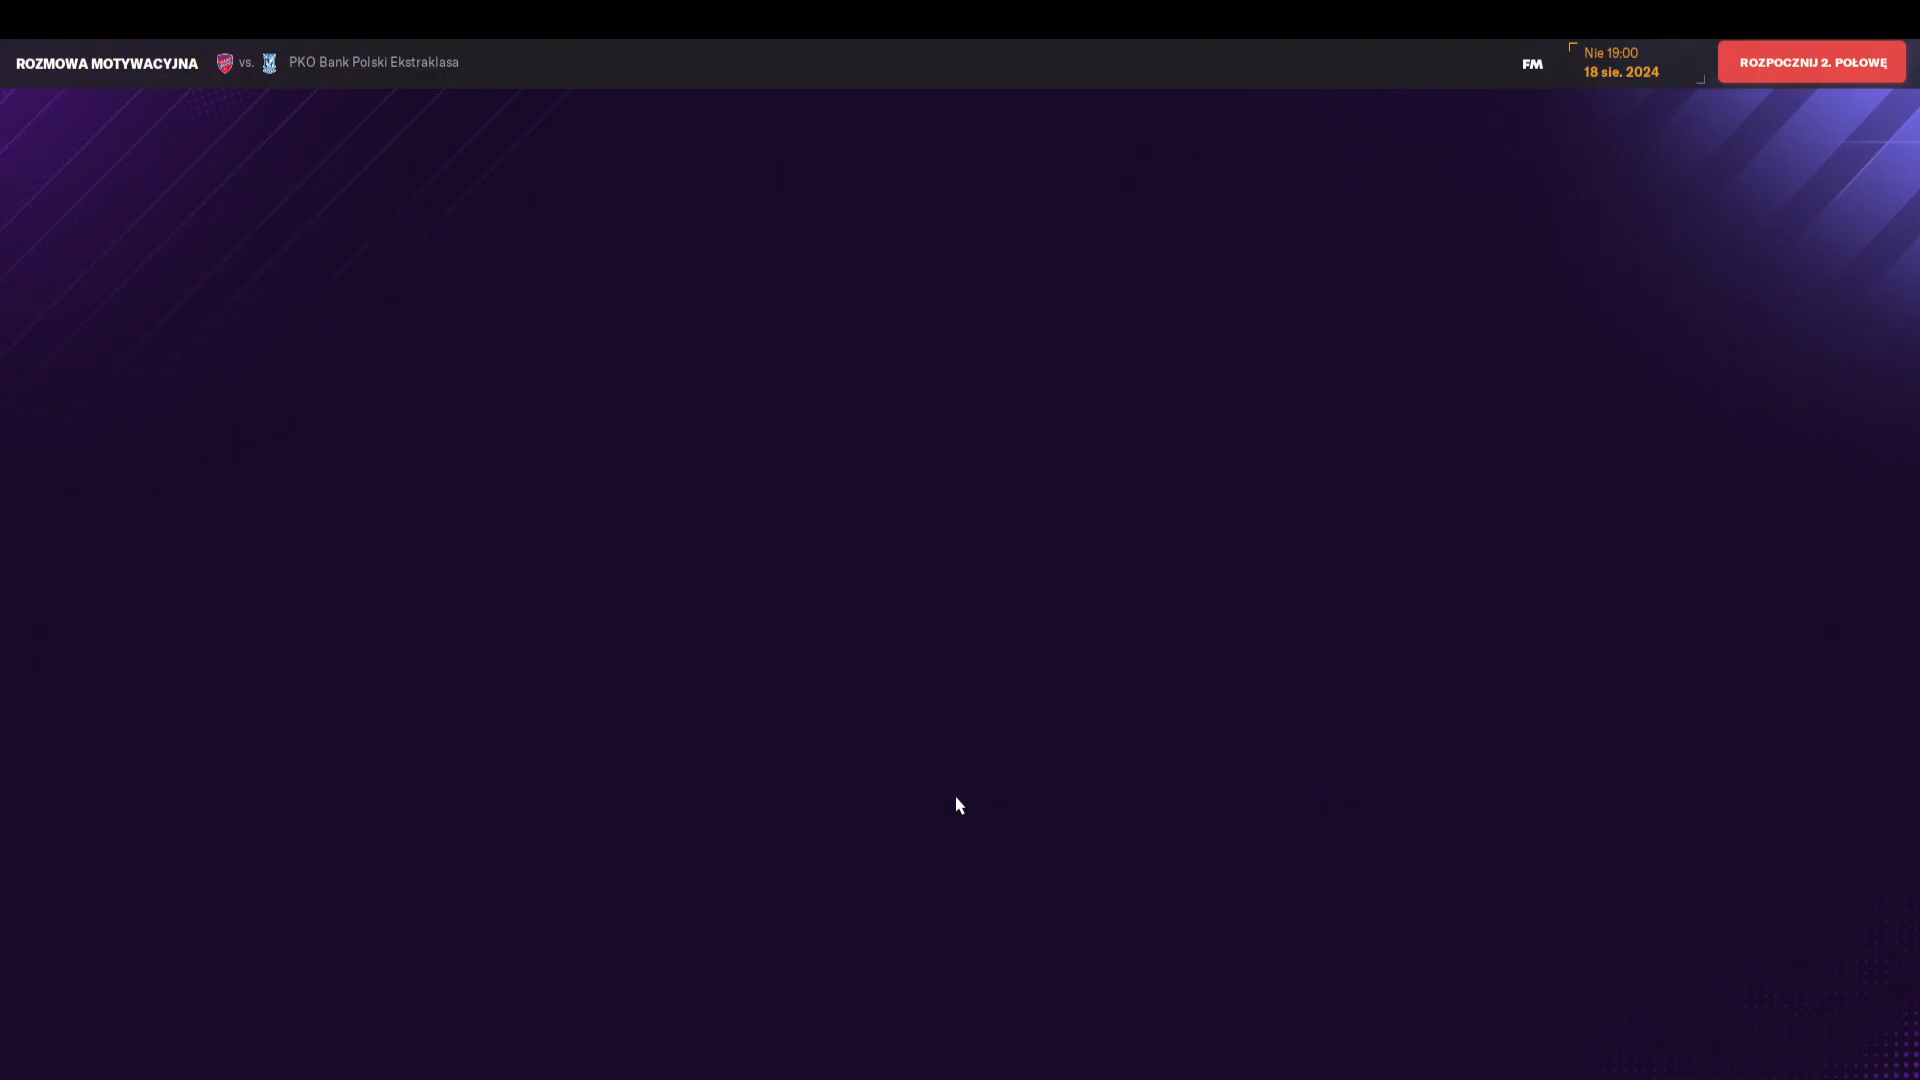 ROZMOWA MOTYWACYJNA vs. PKO Bank Polski Ekstraklasa
FM
Nie 19:00
18 sie. 2024
ROZPOCZNIJ 2. POŁOWĘ